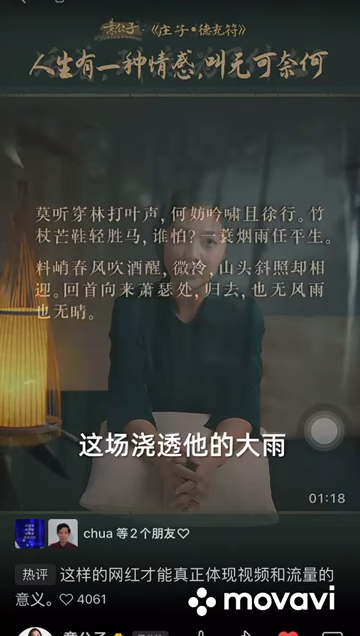 意公子·《庄子·德充符》
人生有一种情感,叫无可奈何
莫听穿林打叶声,何妨吟啸且徐行。竹
杖芒鞋轻胜马,谁怕?一蓑烟雨任平生。
料峭春风吹酒醒,微冷,山头斜照却相
迎。回首向来萧瑟处,归去,也无风雨
也无晴。
这场浇透他的大雨
01:18
chua 等2个朋友♡
热评 这样的网红才能真正体现视频和流量的
意义。♡ 4061
movavi
意公子